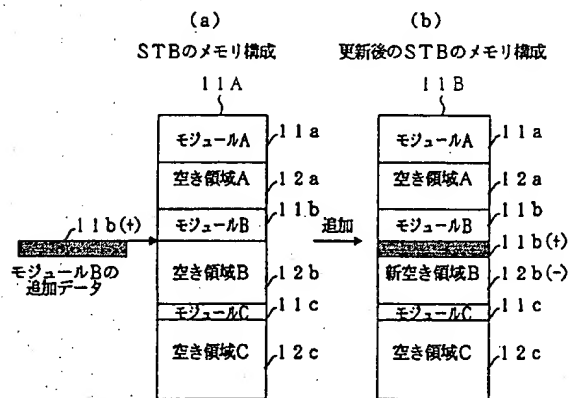 (a)
STBのメモリ構成
11A
モジュールA
11a
空き領域A
12a
モジュールB
11b
空き領域B
12b
モジュールC
11c
空き領域C
12c
11b(+)
モジュールBの
追加データ
追加
(b)
更新後のSTBのメモリ構成
11B
モジュールA
11a
空き領域A
12a
モジュールB
11b
11b(+)
新空き領域B
12b(-)
モジュールC
11c
空き領域C
12c